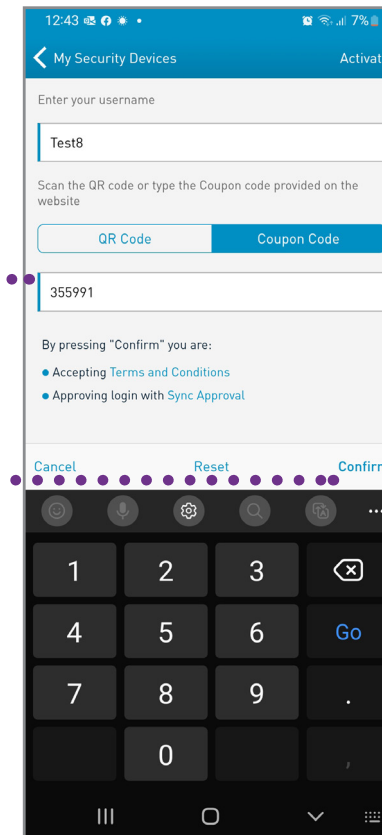 12:43 7%
My Security Devices Activat
Enter your username
Test8
Scan the QR code or type the Coupon code provided on the
website
QR Code Coupon Code
355991
By pressing "Confirm" you are:
• Accepting Terms and Conditions
• Approving login with Sync Approval
Cancel Reset Confirm
1 2 3
4 5 6 Go
7 8 9 .
0 ,